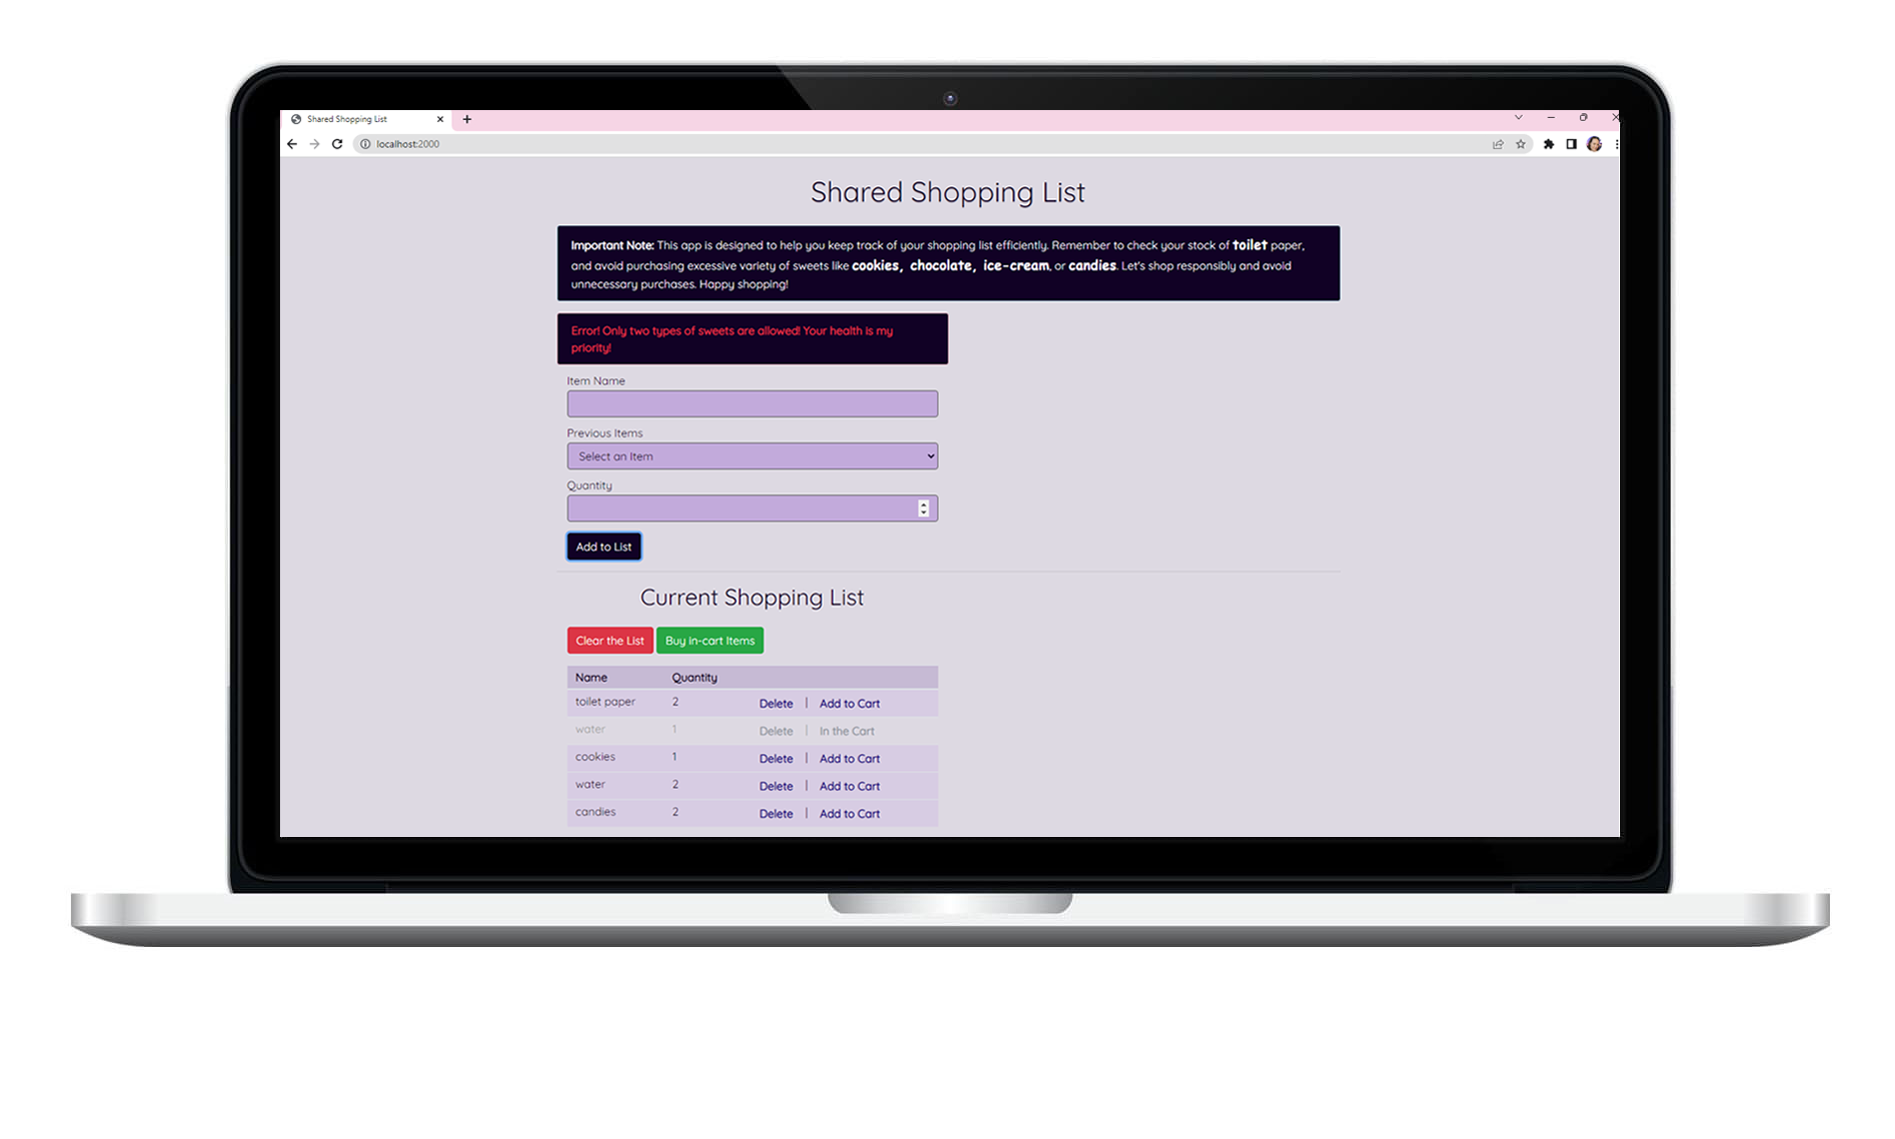 Shared Shopping List
localhost:2000
Shared Shopping List
Important Note: This app is designed to help you keep track of your shopping list efficiently. Remember to check your stock of toilet paper,
and avoid purchasing excessive variety of sweets like cookies, chocolate, ice-cream, or candies. Let's shop responsibly and avoid
unnecessary purchases. Happy shopping!
Error! Only two types of sweets are allowed! Your health is my
priority!
Item Name
Previous Items
Select an Item
Quantity
Add to List
Current Shopping List
Clear the List Buy in-cart Items
Name Quantity
toilet paper 2 Delete | Add to Cart
water 1 Delete | In the Cart
cookies 1 Delete | Add to Cart
water 2 Delete | Add to Cart
candies 2 Delete | Add to Cart